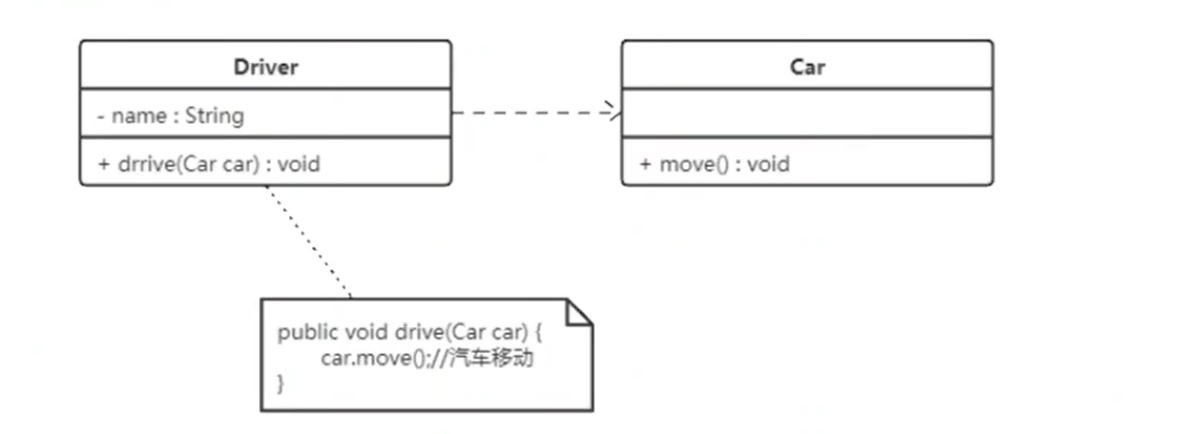 Driver
- name : String
+ drrive(Car car) : void
Car
+ move() : void
public void drive(Car car) {
car.move();//汽车移动
}